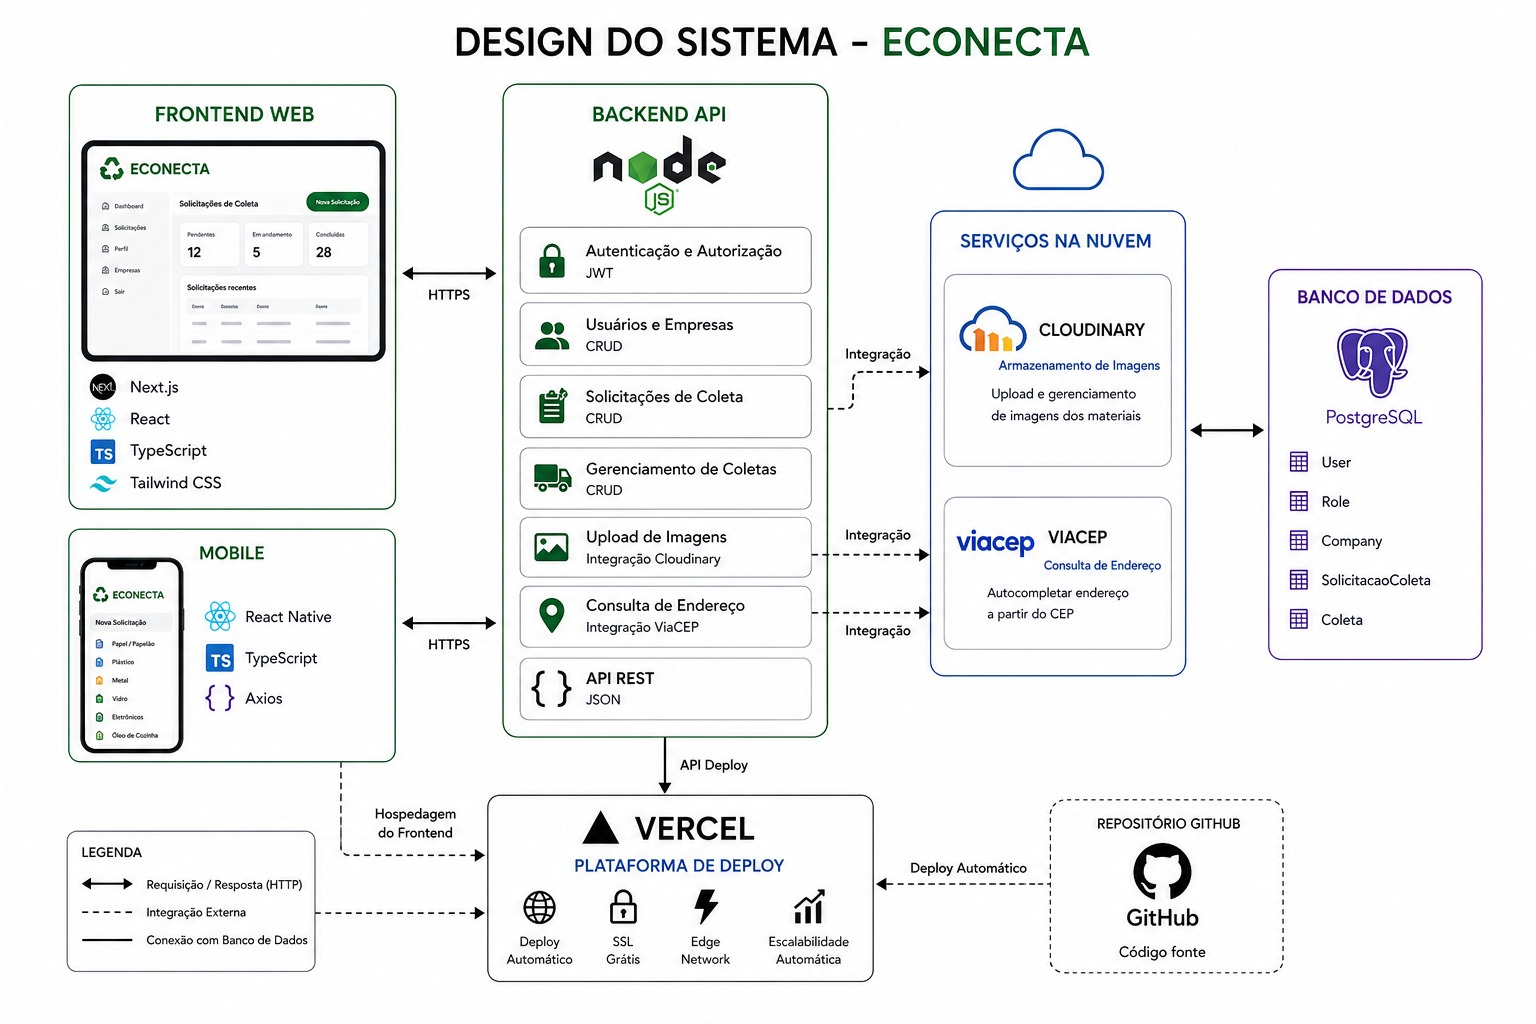 DESIGN DO SISTEMA - ECONECTA
FRONTEND WEB
ECONECTA
Dashboard
Solicitações
Perfil
Empresas
Sair
Solicitações de Coleta
Nova Solicitação
Pendentes
12
Em andamento
5
Concluídas
28
Solicitações recentes
NEXT
Next.js
React
TS
TypeScript
Tailwind CSS
HTTPS
MOBILE
ECONECTA
Nova Solicitação
Papel / Papelão
Plástico
Metal
Vidro
Eletrônicos
Óleo de Cozinha
React Native
TS
TypeScript
{ }
Axios
HTTPS
BACKEND API
node
JS
Autenticação e Autorização
JWT
Usuários e Empresas
CRUD
Solicitações de Coleta
CRUD
Gerenciamento de Coletas
CRUD
Upload de Imagens
Integração Cloudinary
Consulta de Endereço
Integração ViaCEP
{ }
API REST
JSON
Integração
Integração
Integração
SERVIÇOS NA NUVEM
CLOUDINARY
Armazenamento de Imagens
Upload e gerenciamento
de imagens dos materiais
viacep
VIACEP
Consulta de Endereço
Autocompletar endereço
a partir do CEP
BANCO DE DADOS
PostgreSQL
User
Role
Company
SolicitacaoColeta
Coleta
API Deploy
Hospedagem
do Frontend
LEGENDA
Requisição / Resposta (HTTP)
Integração Externa
Conexão com Banco de Dados
VERCEL
PLATAFORMA DE DEPLOY
Deploy
Automático
SSL
Grátis
Edge
Network
Escalabilidade
Automática
Deploy Automático
REPOSITÓRIO GITHUB
GitHub
Código fonte